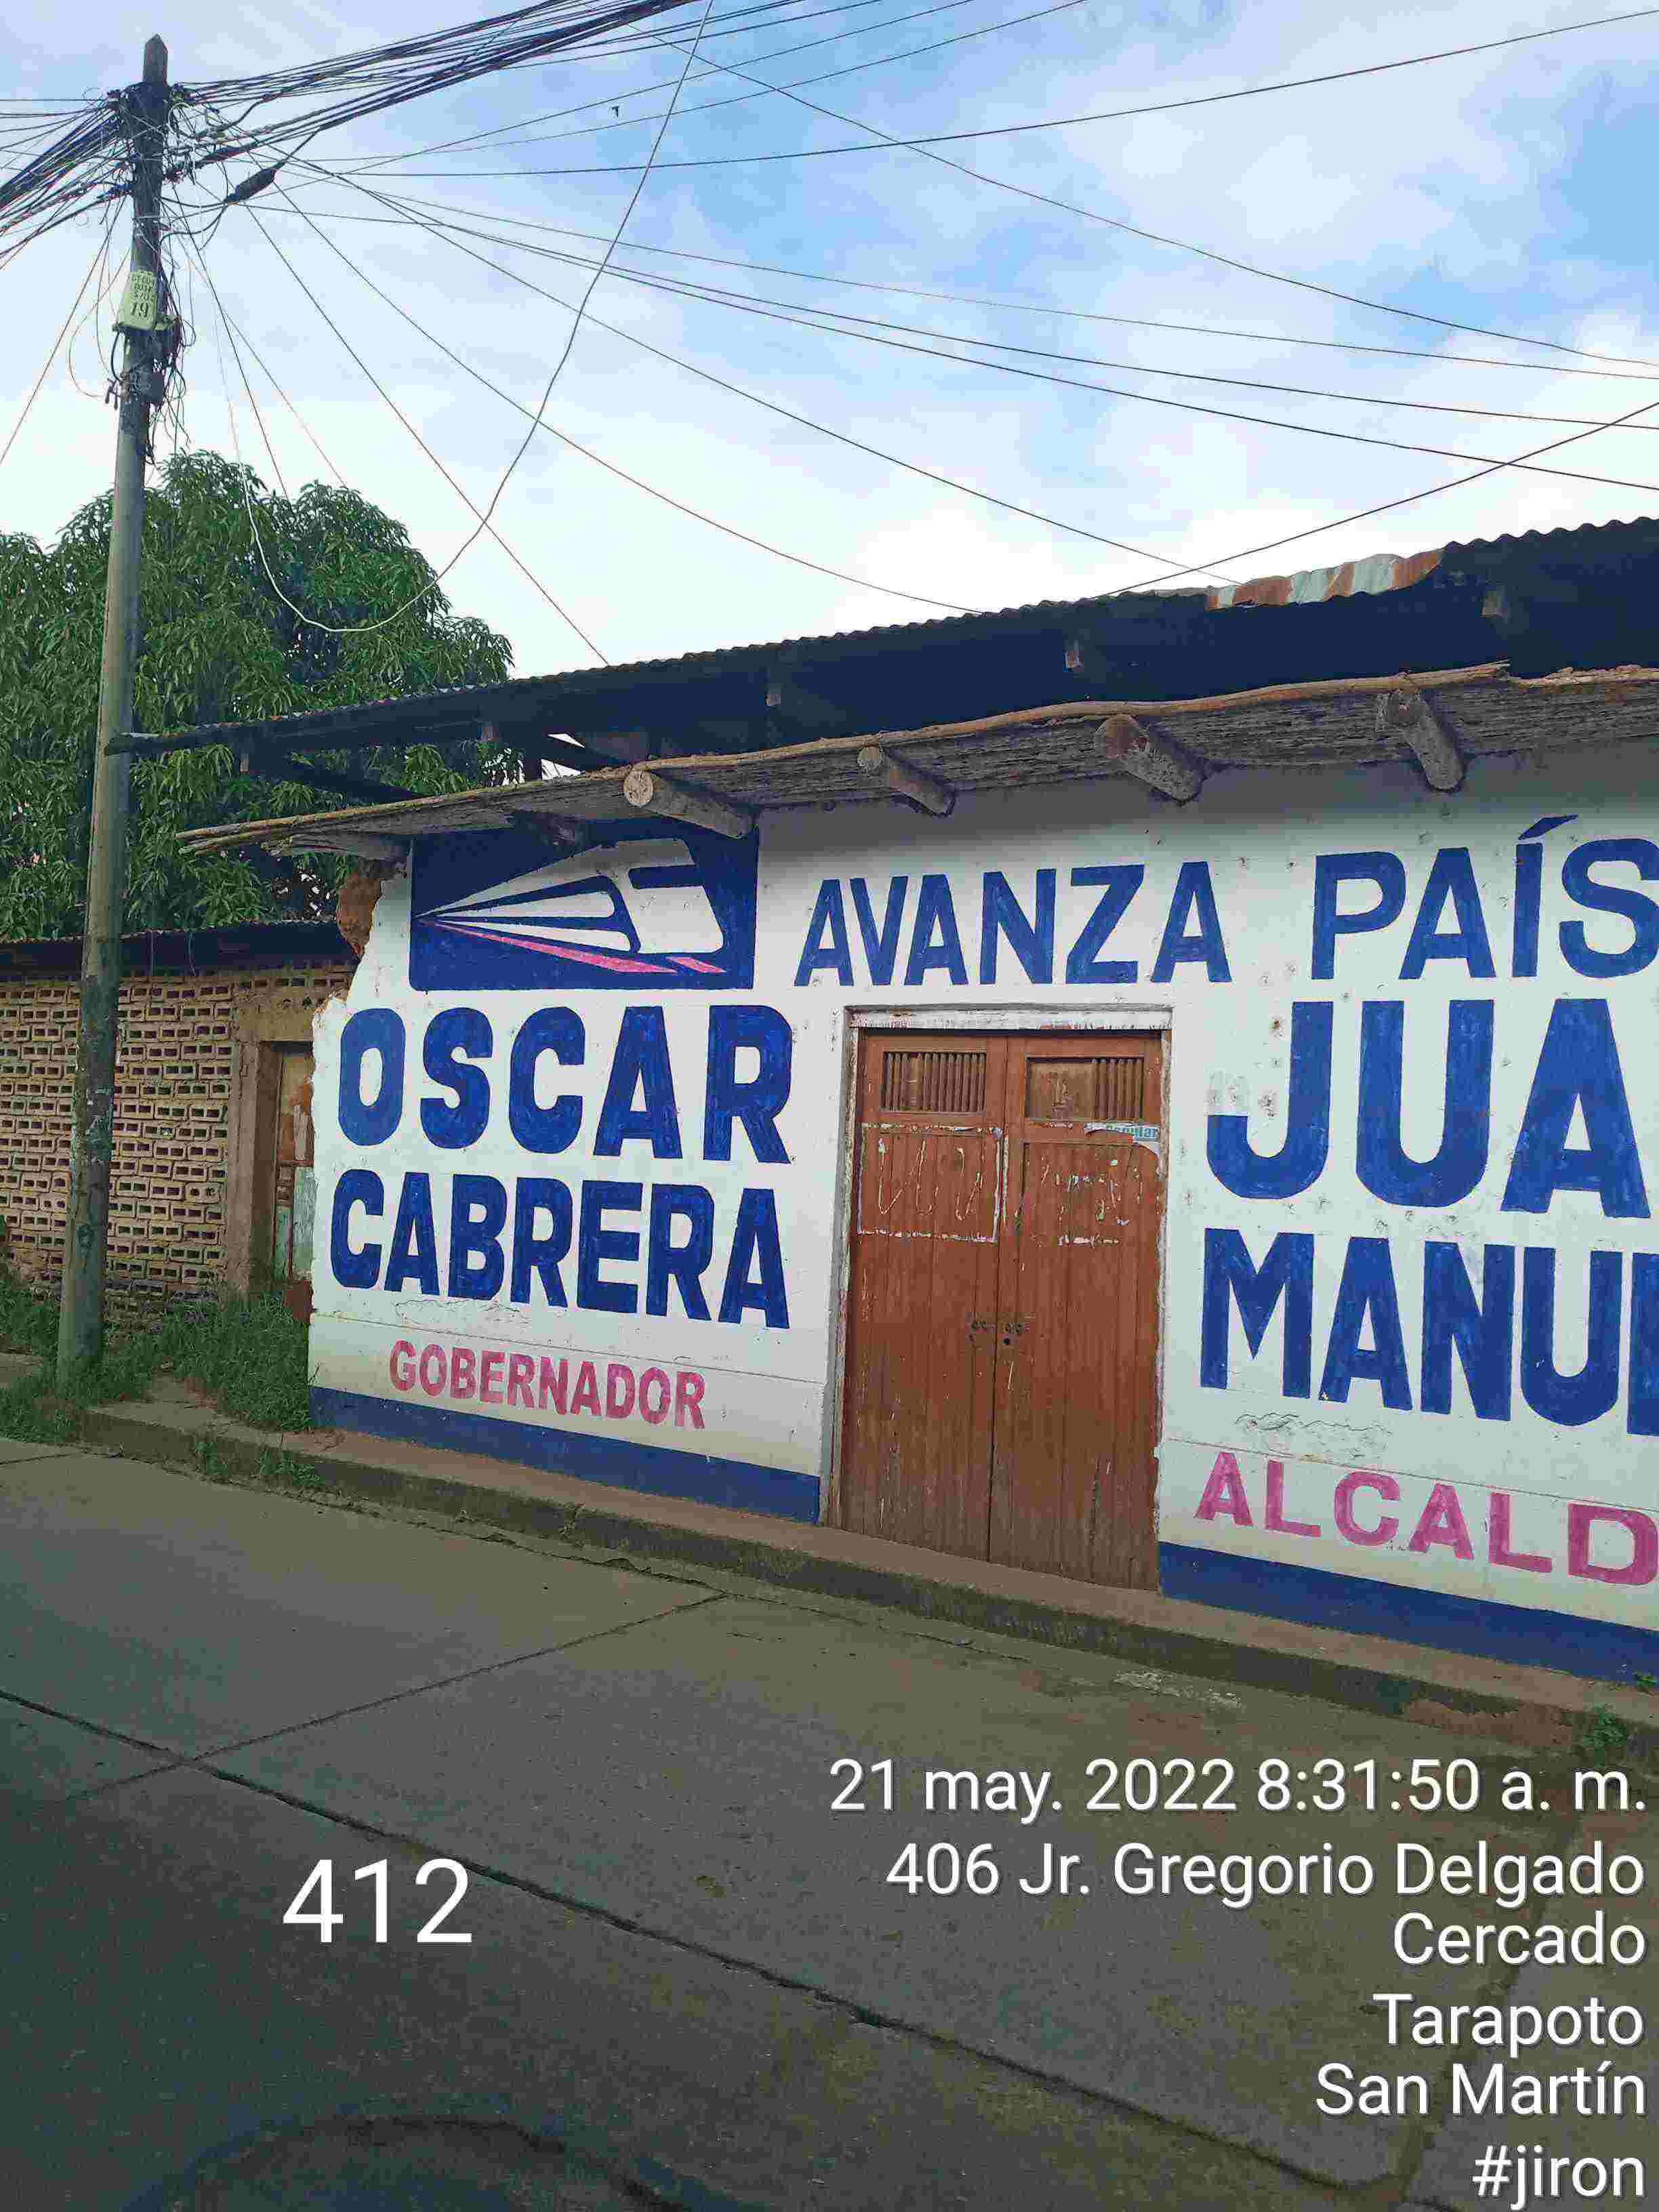 AVANZA PAÍS
OSCAR
CABRERA
GOBERNADOR
JUA
MANU
ALCALD
19
412
21 may. 2022 8:31:50 a. m.
406 Jr. Gregorio Delgado
Cercado
Tarapoto
San Martín
#jiron